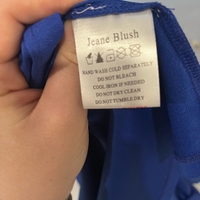 Jeane Blush
HAND WASH COLD SEPARATELY
DO NOT BLEACH
COOL IRON IF NEEDED
DO NOT DRY CLEAN
DO NOT TUMBLE DRY